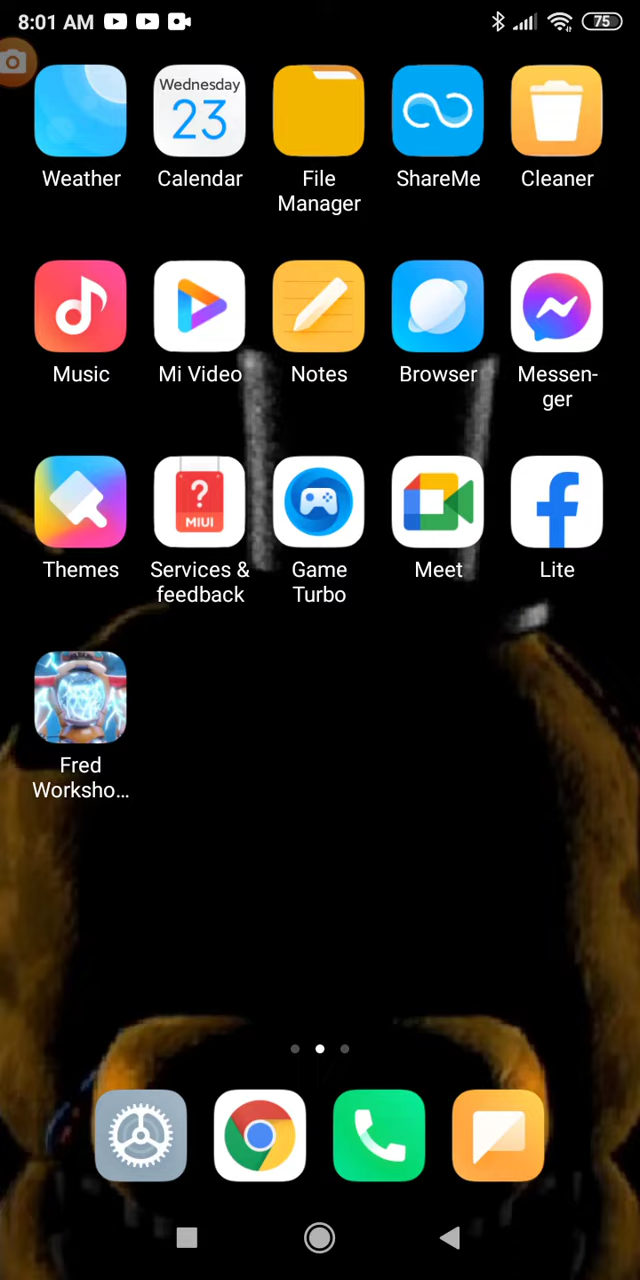 8:01 AM
75
Wednesday
23
Weather
Calendar
File
Manager
ShareMe
Cleaner
Music
Mi Video
Notes
Browser
Messen-
ger
?
MIUI
Themes
Services &
feedback
Game
Turbo
Meet
Lite
Fred
Worksho...